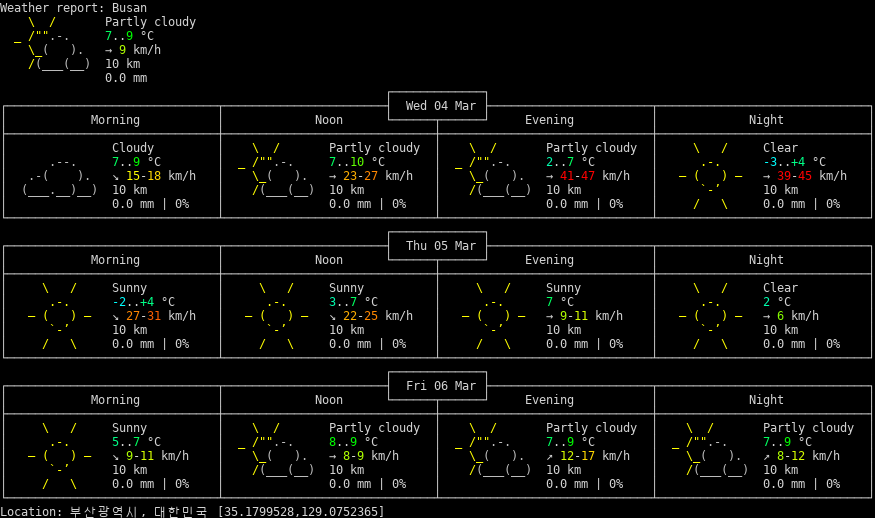 Weather report: Busan
Partly cloudy
7..9 °C
→ 9 km/h
10 km
0.0 mm
Wed 04 Mar
Morning Noon Evening Night
Cloudy Partly cloudy Partly cloudy Clear
7..9 °C 7..10 °C 2..7 °C -3..+4 °C
↘ 15-18 km/h → 23-27 km/h → 41-47 km/h → 39-45 km/h
10 km 10 km 10 km 10 km
0.0 mm | 0% 0.0 mm | 0% 0.0 mm | 0% 0.0 mm | 0%
Thu 05 Mar
Morning Noon Evening Night
Sunny Sunny Sunny Clear
-2..+4 °C 3..7 °C 7 °C 2 °C
↘ 27-31 km/h ↘ 22-25 km/h → 9-11 km/h → 6 km/h
10 km 10 km 10 km 10 km
0.0 mm | 0% 0.0 mm | 0% 0.0 mm | 0% 0.0 mm | 0%
Fri 06 Mar
Morning Noon Evening Night
Sunny Partly cloudy Partly cloudy Partly cloudy
5..7 °C 8..9 °C 7..9 °C 7..9 °C
↘ 9-11 km/h → 8-9 km/h ↗ 12-17 km/h ↗ 8-12 km/h
10 km 10 km 10 km 10 km
0.0 mm | 0% 0.0 mm | 0% 0.0 mm | 0% 0.0 mm | 0%
Location: 부산광역시, 대한민국 [35.1799528,129.0752365]